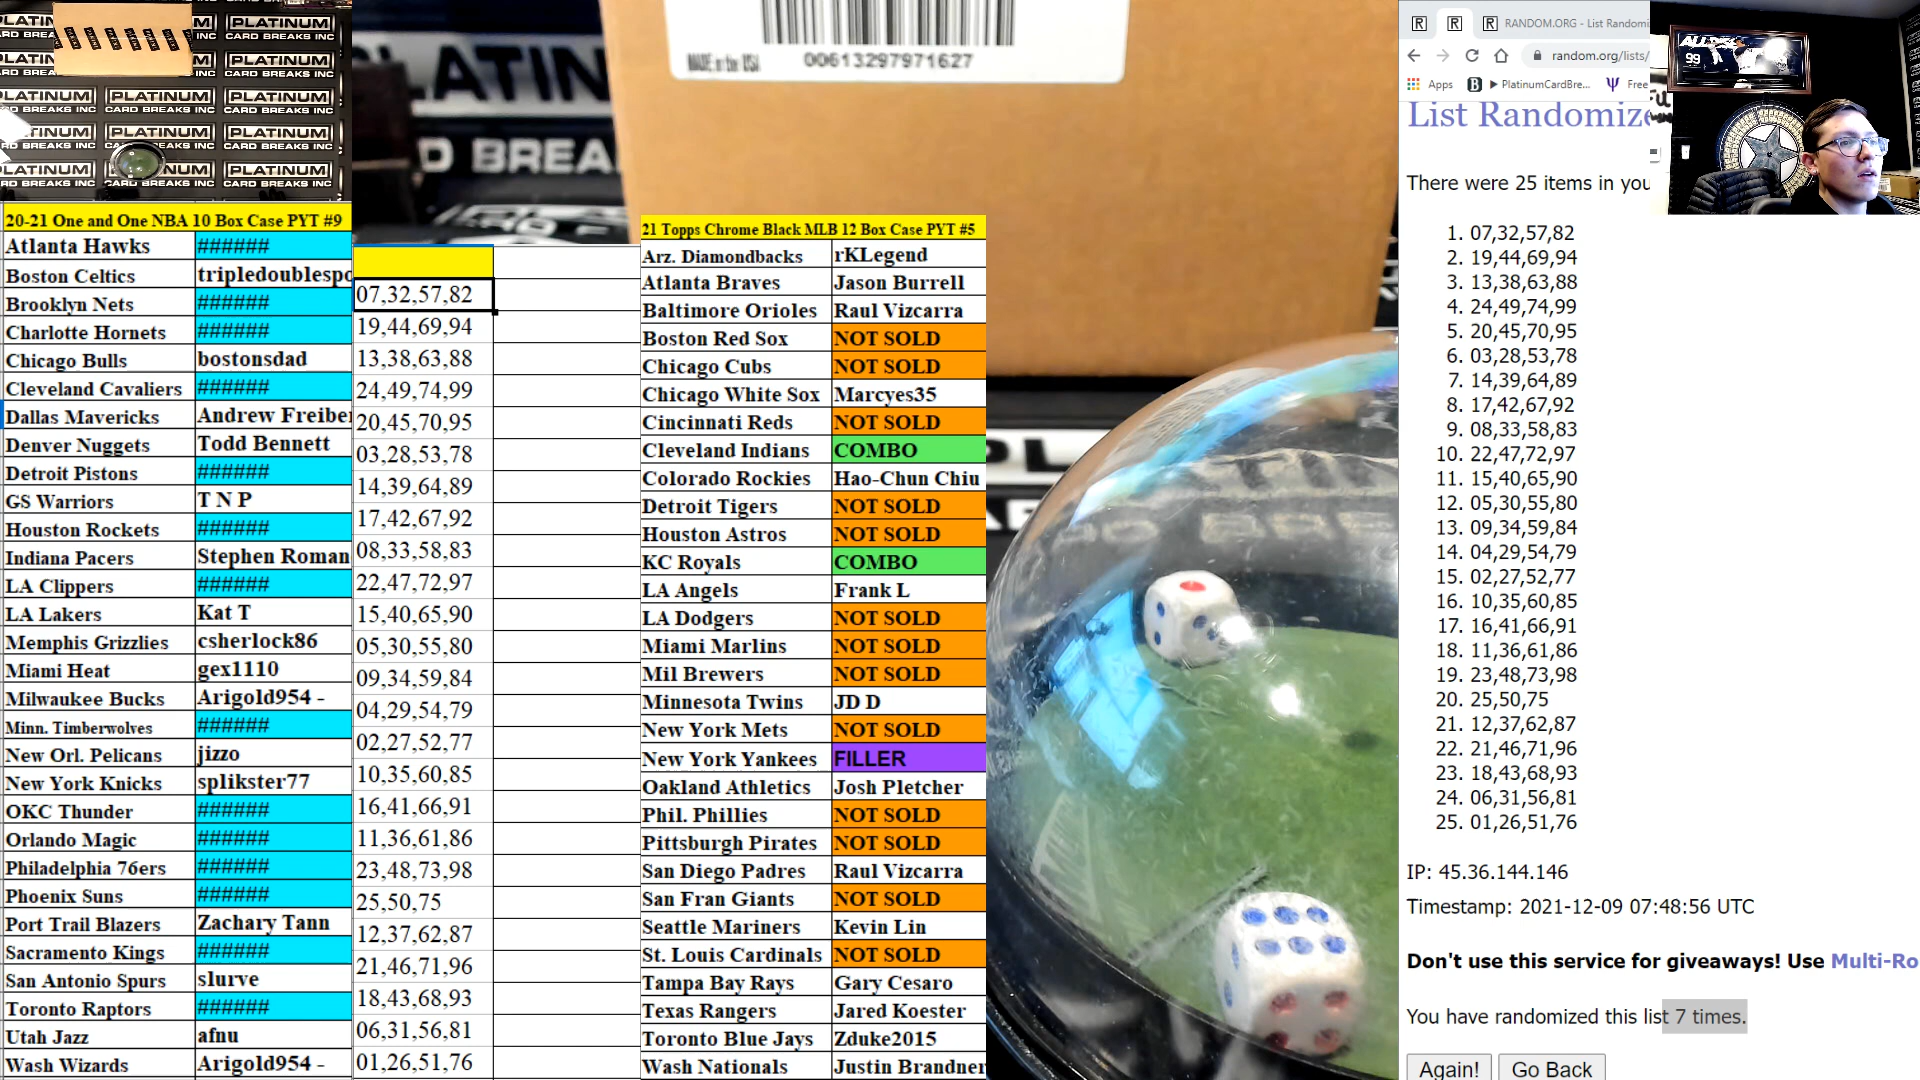 PLATINUM
CARD BREAKS INC
20-21 One and One NBA 10 Box Case PYT #9
Atlanta Hawks ######
Boston Celtics tripledoublespo
Brooklyn Nets ######
Charlotte Hornets ######
Chicago Bulls bostonsdad
Cleveland Cavaliers ######
Dallas Mavericks Andrew Freiber
Denver Nuggets Todd Bennett
Detroit Pistons ######
GS Warriors T N P
Houston Rockets ######
Indiana Pacers Stephen Roman
LA Clippers ######
LA Lakers Kat T
Memphis Grizzlies csherlock86
Miami Heat gex1110
Milwaukee Bucks Arigold954 -
Minn. Timberwolves ######
New Orl. Pelicans jizzo
New York Knicks splikster77
OKC Thunder ######
Orlando Magic ######
Philadelphia 76ers ######
Phoenix Suns ######
Port Trail Blazers Zachary Tann
Sacramento Kings ######
San Antonio Spurs slurve
Toronto Raptors ######
Utah Jazz afnu
Wash Wizards Arigold954 -
07,32,57,82
19,44,69,94
13,38,63,88
24,49,74,99
20,45,70,95
03,28,53,78
14,39,64,89
17,42,67,92
08,33,58,83
22,47,72,97
15,40,65,90
05,30,55,80
09,34,59,84
04,29,54,79
02,27,52,77
10,35,60,85
16,41,66,91
11,36,61,86
23,48,73,98
25,50,75
12,37,62,87
21,46,71,96
18,43,68,93
06,31,56,81
01,26,51,76
MADE in the USA 00613297971627
21 Topps Chrome Black MLB 12 Box Case PYT #5
Arz. Diamondbacks rKLegend
Atlanta Braves Jason Burrell
Baltimore Orioles Raul Vizcarra
Boston Red Sox NOT SOLD
Chicago Cubs NOT SOLD
Chicago White Sox Marcyes35
Cincinnati Reds NOT SOLD
Cleveland Indians COMBO
Colorado Rockies Hao-Chun Chiu
Detroit Tigers NOT SOLD
Houston Astros NOT SOLD
KC Royals COMBO
LA Angels Frank L
LA Dodgers NOT SOLD
Miami Marlins NOT SOLD
Mil Brewers NOT SOLD
Minnesota Twins JD D
New York Mets NOT SOLD
New York Yankees FILLER
Oakland Athletics Josh Pletcher
Phil. Phillies NOT SOLD
Pittsburgh Pirates NOT SOLD
San Diego Padres Raul Vizcarra
San Fran Giants NOT SOLD
Seattle Mariners Kevin Lin
St. Louis Cardinals NOT SOLD
Tampa Bay Rays Gary Cesaro
Texas Rangers Jared Koester
Toronto Blue Jays Zduke2015
Wash Nationals Justin Brandner
RANDOM.ORG - List Randomi
random.org/lists/
Apps PlatinumCardBre... Free
List Randomize
There were 25 items in you
1. 07,32,57,82
2. 19,44,69,94
3. 13,38,63,88
4. 24,49,74,99
5. 20,45,70,95
6. 03,28,53,78
7. 14,39,64,89
8. 17,42,67,92
9. 08,33,58,83
10. 22,47,72,97
11. 15,40,65,90
12. 05,30,55,80
13. 09,34,59,84
14. 04,29,54,79
15. 02,27,52,77
16. 10,35,60,85
17. 16,41,66,91
18. 11,36,61,86
19. 23,48,73,98
20. 25,50,75
21. 12,37,62,87
22. 21,46,71,96
23. 18,43,68,93
24. 06,31,56,81
25. 01,26,51,76
IP: 45.36.144.146
Timestamp: 2021-12-09 07:48:56 UTC
Don't use this service for giveaways! Use Multi-Ro
You have randomized this list 7 times.
Again! Go Back
99